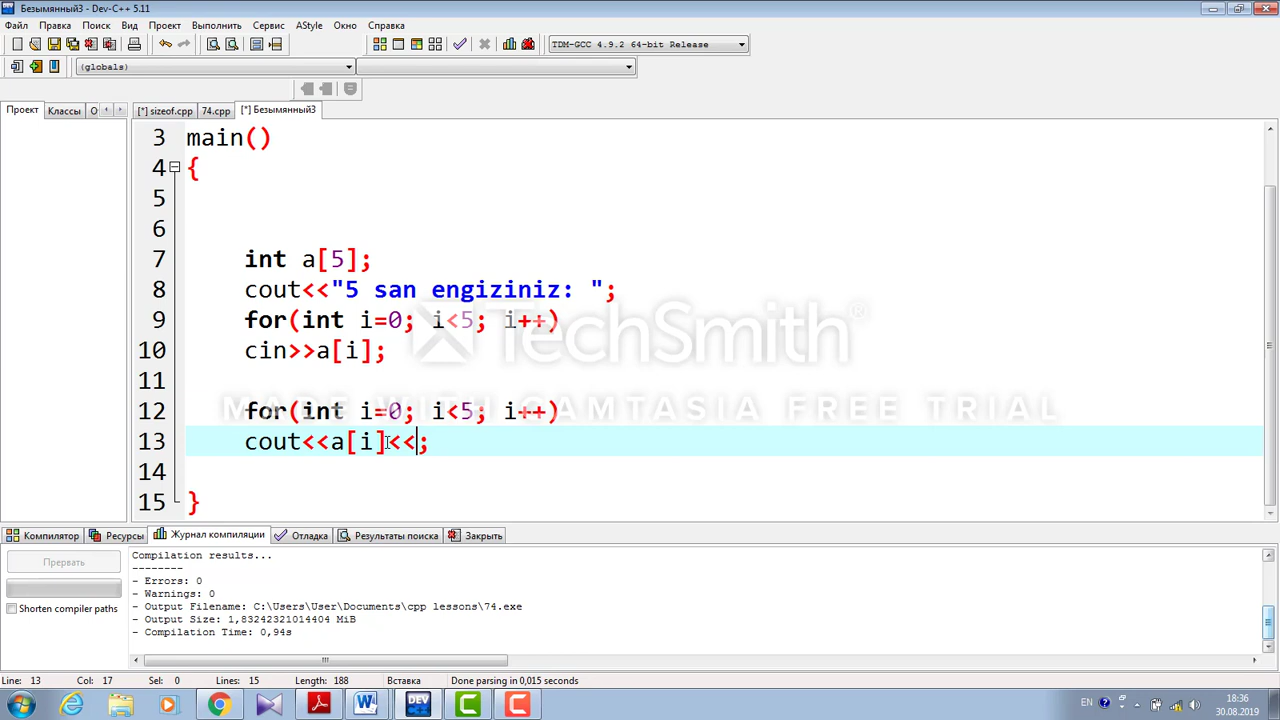 Безымянный3 - Dev-C++ 5.11
Файл Правка Поиск Вид Проект Выполнить Сервис AStyle Окно Справка
TDM-GCC 4.9.2 64-bit Release
(globals)
Проект Классы О [*] sizeof.cpp 74.cpp [*] Безымянный3
3 main()
4 {
5
6
7 int a[5];
8 cout<<"5 san engiziniz: ";
9 for(int i=0; i<5; i++)
10 cin>>a[i];
TechSmith®
11
MADE WITH CAMTASIA FREE TRIAL
12 for(int i=0; i<5; i++)
13 cout<<a[i]<<;
14
15 }
Компилятор Ресурсы Журнал компиляции Отладка Результаты поиска Закрыть
Прервать
Shorten compiler paths
Compilation results...
--------
- Errors: 0
- Warnings: 0
- Output Filename: C:\Users\User\Documents\cpp lessons\74.exe
- Output Size: 1,83242321014404 MiB
- Compilation Time: 0,94s
Line: 13 Col: 17 Sel: 0 Lines: 15 Length: 188 Вставка Done parsing in 0,015 seconds
DEV C++ EN 18:36
30.08.2019